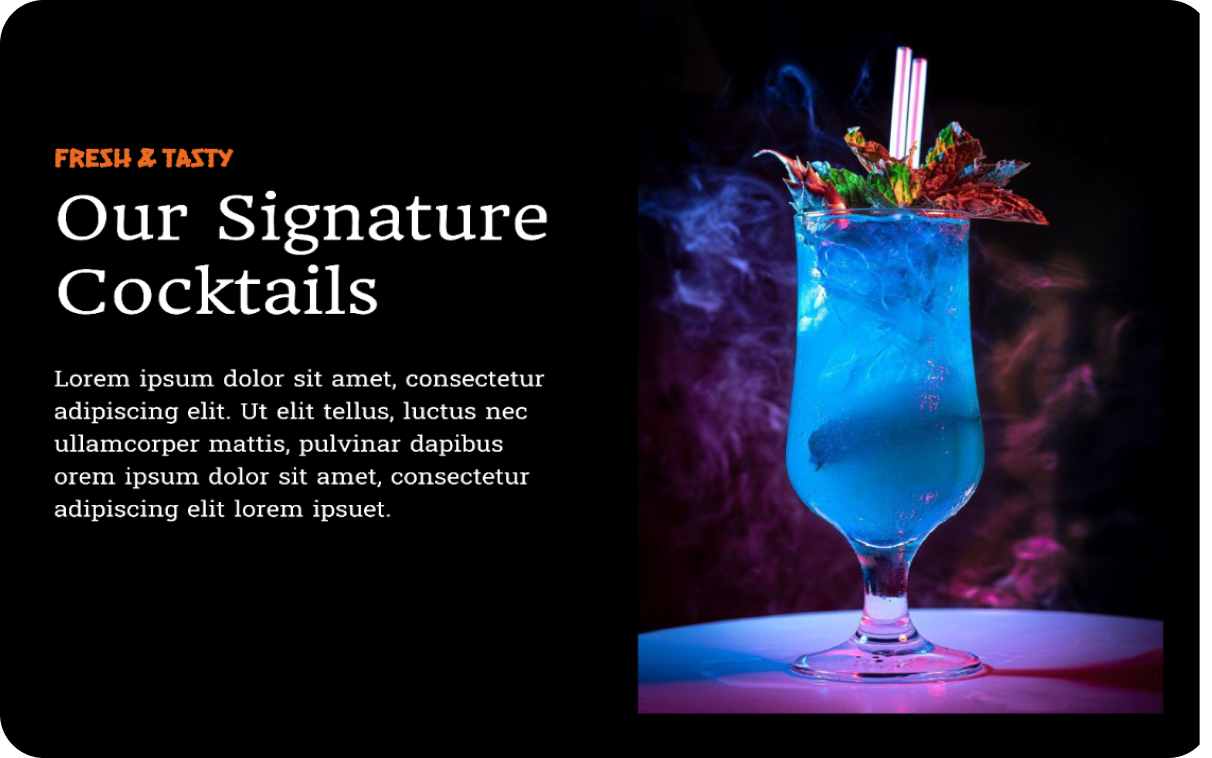 FRESH & TASTY
Our Signature
Cocktails
Lorem ipsum dolor sit amet, consectetur
adipiscing elit. Ut elit tellus, luctus nec
ullamcorper mattis, pulvinar dapibus
orem ipsum dolor sit amet, consectetur
adipiscing elit lorem ipsuet.